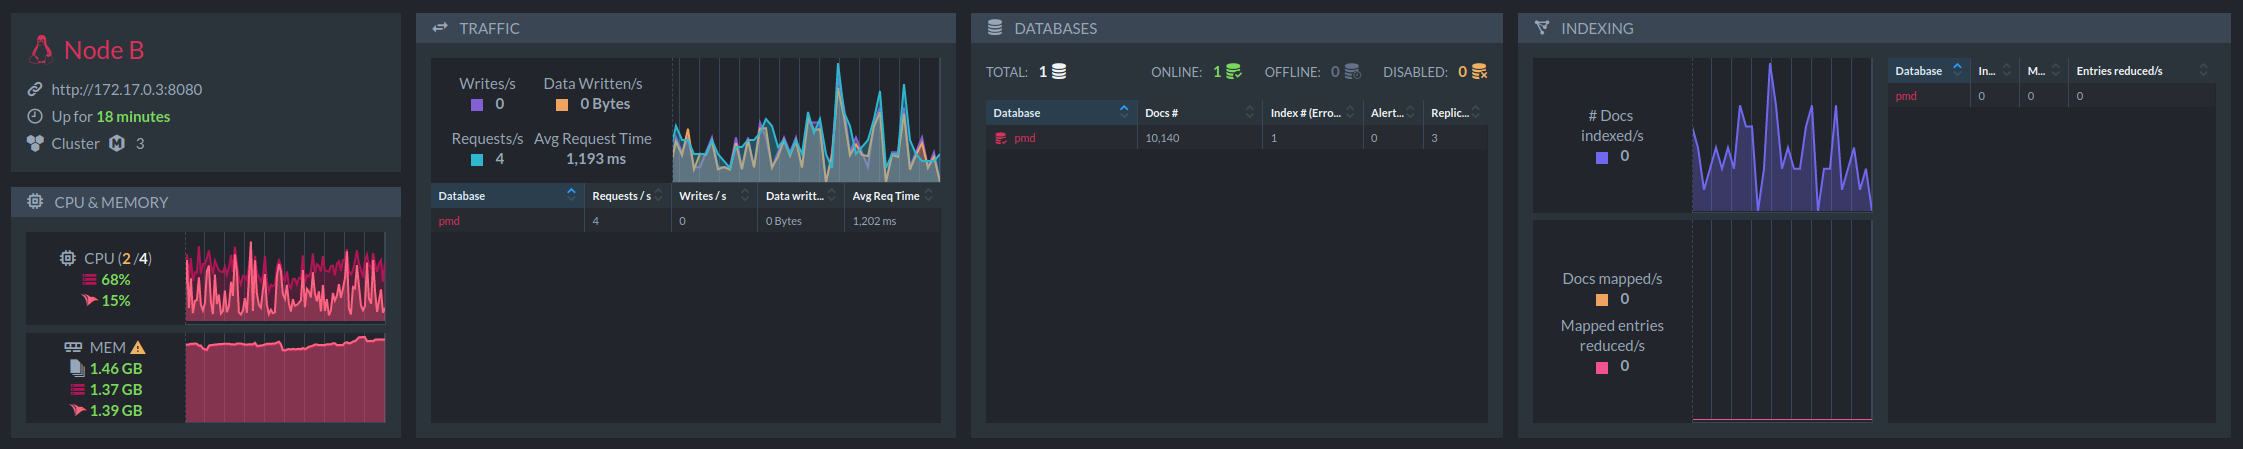 Node B
http://172.17.0.3:8080
Up for 18 minutes
Cluster M 3
CPU & MEMORY
CPU (2 /4)
68%
15%
MEM
1.46 GB
1.37 GB
1.39 GB
TRAFFIC
Writes/s Data Written/s
0 0 Bytes
Requests/s Avg Request Time
4 1,193 ms
Database Requests / s Writes / s Data writt... Avg Req Time
pmd 4 0 0 Bytes 1,202 ms
DATABASES
TOTAL: 1 ONLINE: 1 OFFLINE: 0 DISABLED: 0
Database Docs # Index # (Erro... Alert... Replic...
pmd 10,140 1 0 3
INDEXING
# Docs
indexed/s
0
Docs mapped/s
0
Mapped entries
reduced/s
0
Database In... M... Entries reduced/s
pmd 0 0 0